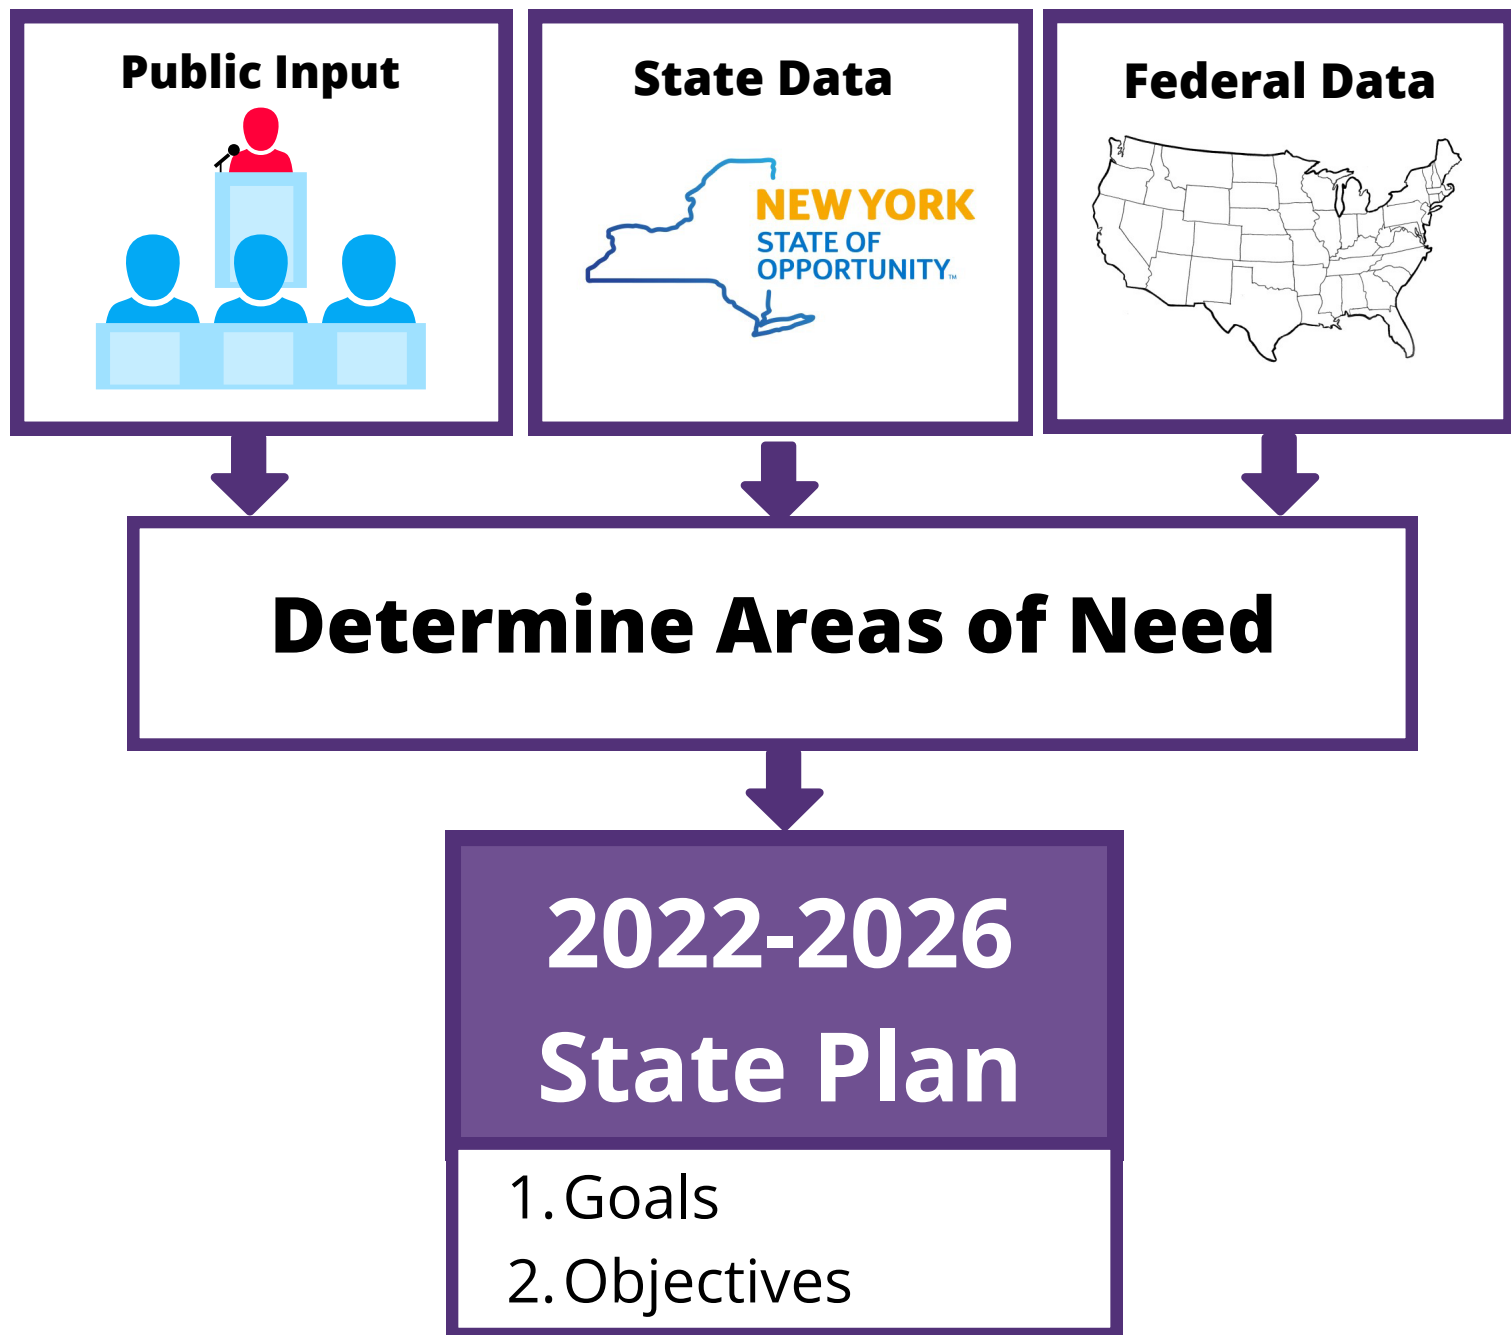 Public Input
State Data
Federal Data
NEW YORK
STATE OF
OPPORTUNITY™
Determine Areas of Need
2022-2026
State Plan
1. Goals
2. Objectives